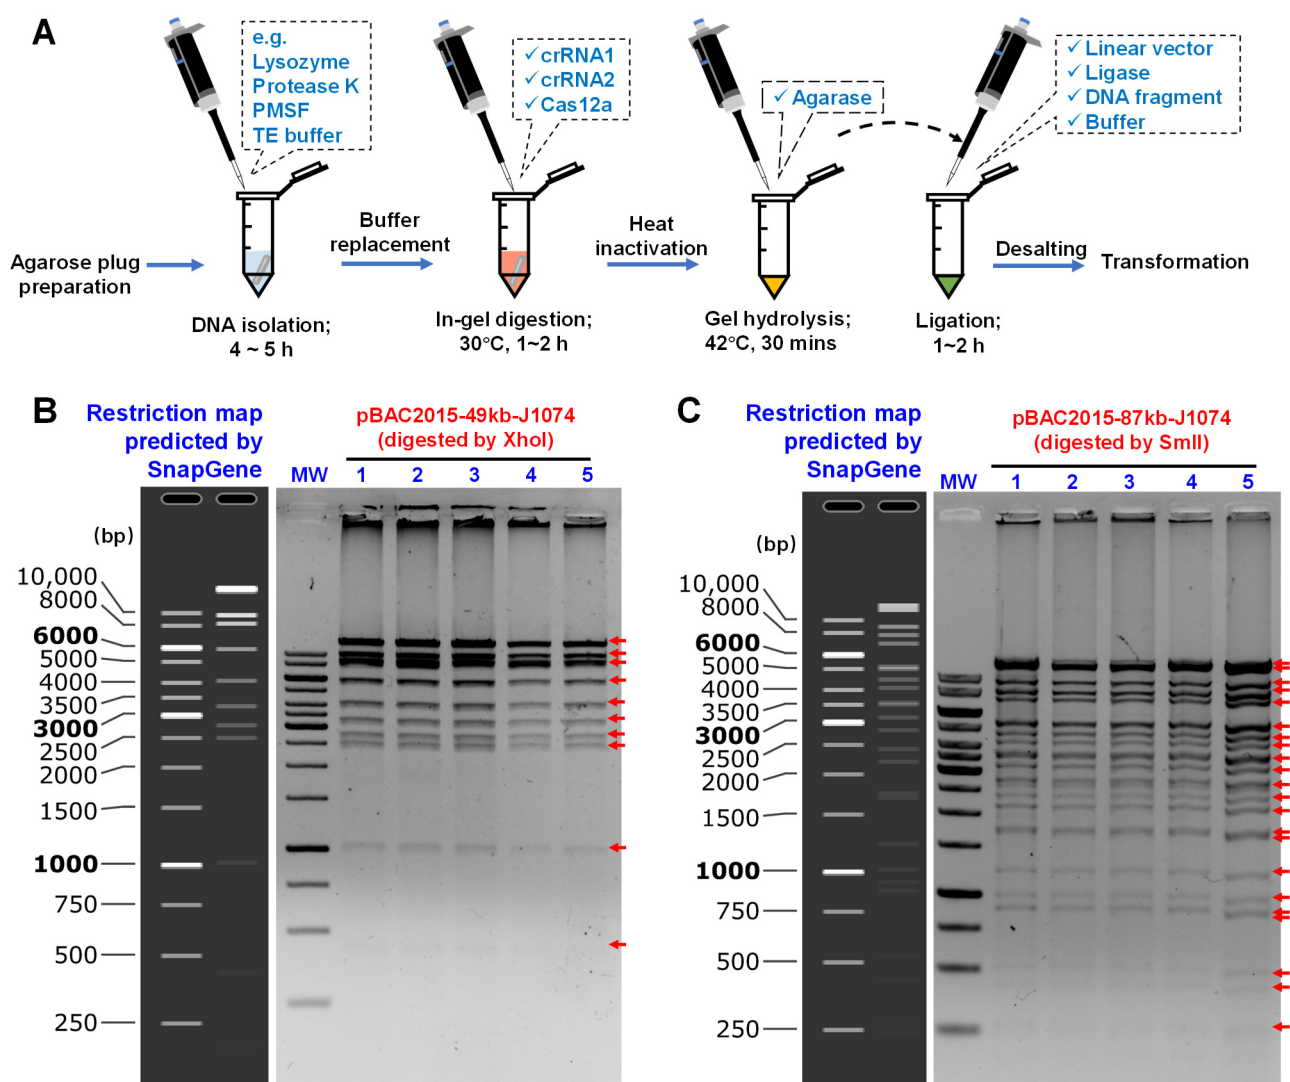 A
e.g.
Lysozyme
Protease K
PMSF
TE buffer
✓crRNA1
✓crRNA2
✓Cas12a
✓Agarase
✓Linear vector
✓Ligase
✓DNA fragment
✓Buffer
Agarose plug
preparation
Buffer
replacement
Heat
inactivation
Desalting
Transformation
DNA isolation;
4 ~ 5 h
In-gel digestion;
30°C, 1~2 h
Gel hydrolysis;
42°C, 30 mins
Ligation;
1~2 h
B
Restriction map
predicted by
SnapGene
pBAC2015-49kb-J1074
(digested by XhoI)
MW 1 2 3 4 5
(bp)
10,000
8000
6000
5000
4000
3500
3000
2500
2000
1500
1000
750
500
250
C
Restriction map
predicted by
SnapGene
pBAC2015-87kb-J1074
(digested by SmlI)
MW 1 2 3 4 5
(bp)
10,000
8000
6000
5000
4000
3500
3000
2500
2000
1500
1000
750
500
250